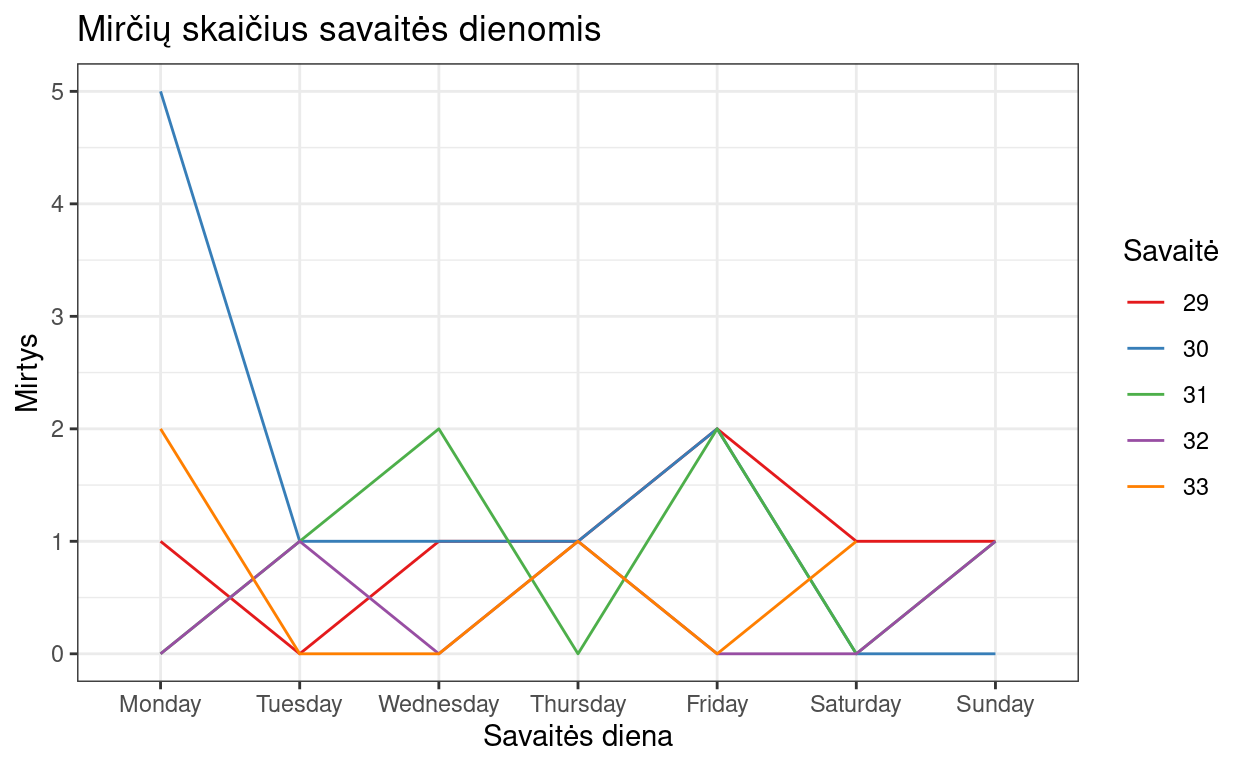 Mirčių skaičius savaitės dienomis
5
4
3
2
1
0
Mirtys
Monday Tuesday Wednesday Thursday Friday Saturday Sunday
Savaitės diena
Savaitė
29
30
31
32
33